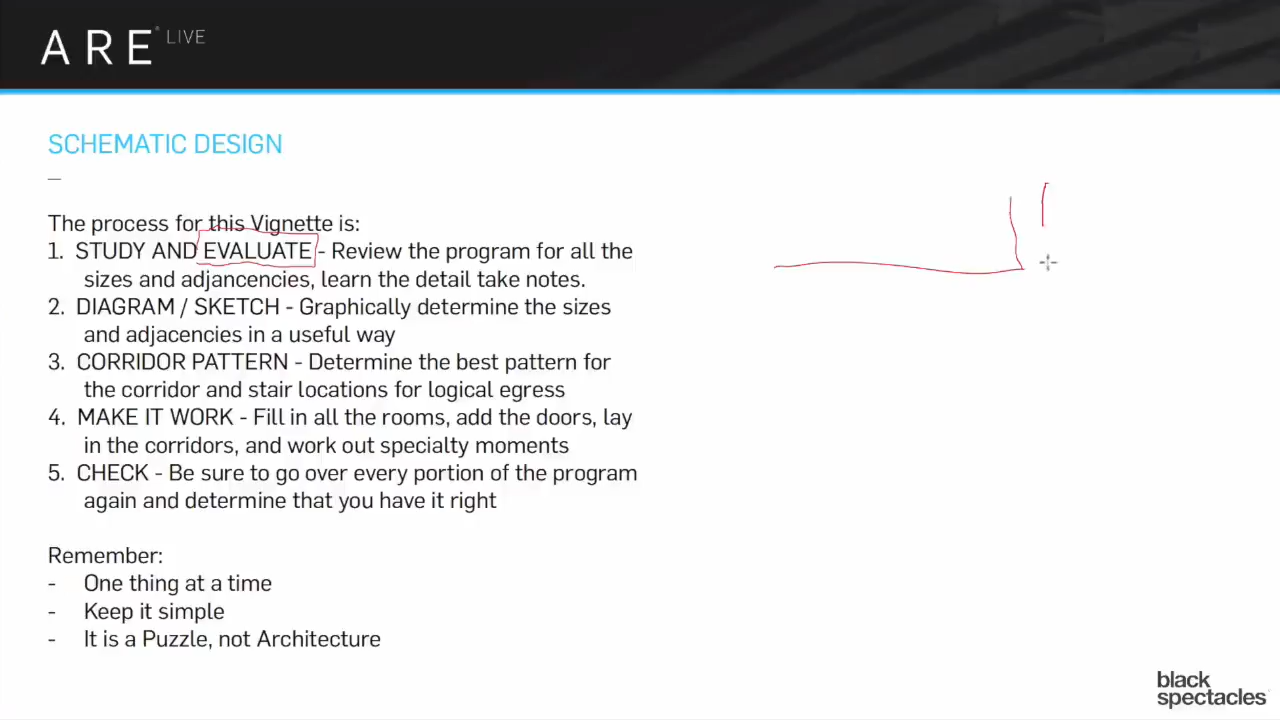 ARE® LIVE
SCHEMATIC DESIGN
–
The process for this Vignette is:
1. STUDY AND EVALUATE - Review the program for all the
sizes and adjancencies, learn the detail take notes.
2. DIAGRAM / SKETCH - Graphically determine the sizes
and adjacencies in a useful way
3. CORRIDOR PATTERN - Determine the best pattern for
the corridor and stair locations for logical egress
4. MAKE IT WORK - Fill in all the rooms, add the doors, lay
in the corridors, and work out specialty moments
5. CHECK - Be sure to go over every portion of the program
again and determine that you have it right
Remember:
- One thing at a time
- Keep it simple
- It is a Puzzle, not Architecture
black
spectacles